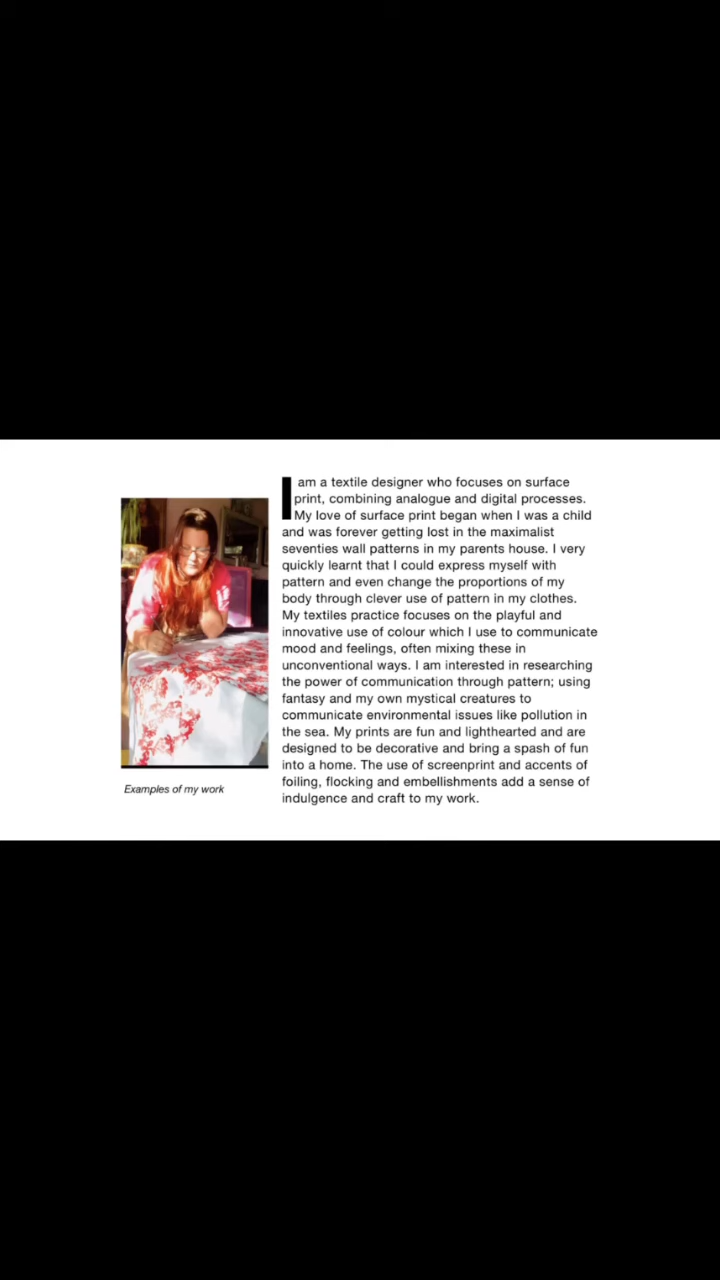 I am a textile designer who focuses on surface
print, combining analogue and digital processes.
My love of surface print began when I was a child
and was forever getting lost in the maximalist
seventies wall patterns in my parents house. I very
quickly learnt that I could express myself with
pattern and even change the proportions of my
body through clever use of pattern in my clothes.
My textiles practice focuses on the playful and
innovative use of colour which I use to communicate
mood and feelings, often mixing these in
unconventional ways. I am interested in researching
the power of communication through pattern; using
fantasy and my own mystical creatures to
communicate environmental issues like pollution in
the sea. My prints are fun and lighthearted and are
designed to be decorative and bring a spash of fun
into a home. The use of screenprint and accents of
foiling, flocking and embellishments add a sense of
indulgence and craft to my work.
Examples of my work